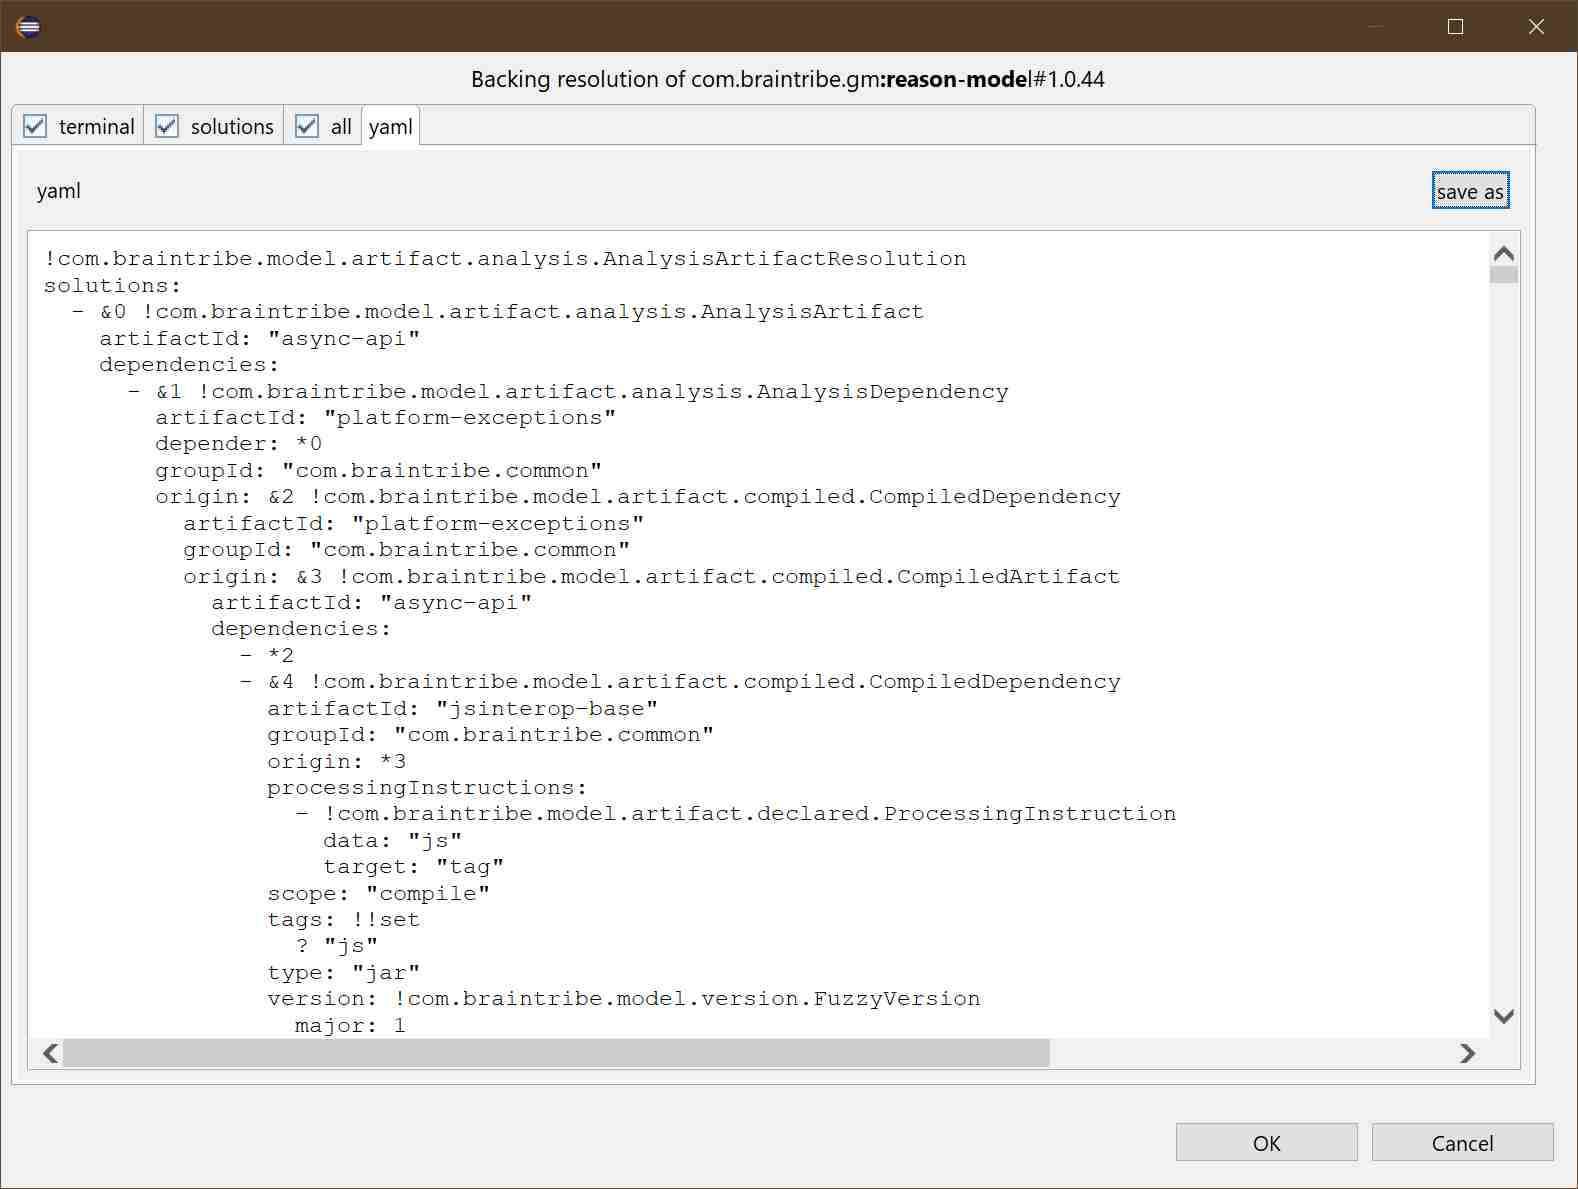 Backing resolution of com.braintribe.gm:reason-model#1.0.44
terminal solutions all yaml
yaml
save as
!com.braintribe.model.artifact.analysis.AnalysisArtifactResolution
solutions:
- &0 !com.braintribe.model.artifact.analysis.AnalysisArtifact
artifactId: "async-api"
dependencies:
- &1 !com.braintribe.model.artifact.analysis.AnalysisDependency
artifactId: "platform-exceptions"
depender: *0
groupId: "com.braintribe.common"
origin: &2 !com.braintribe.model.artifact.compiled.CompiledDependency
artifactId: "platform-exceptions"
groupId: "com.braintribe.common"
origin: &3 !com.braintribe.model.artifact.compiled.CompiledArtifact
artifactId: "async-api"
dependencies:
- *2
- &4 !com.braintribe.model.artifact.compiled.CompiledDependency
artifactId: "jsinterop-base"
groupId: "com.braintribe.common"
origin: *3
processingInstructions:
- !com.braintribe.model.artifact.declared.ProcessingInstruction
data: "js"
target: "tag"
scope: "compile"
tags: !!set
? "js"
type: "jar"
version: !com.braintribe.model.version.FuzzyVersion
major: 1
OK Cancel